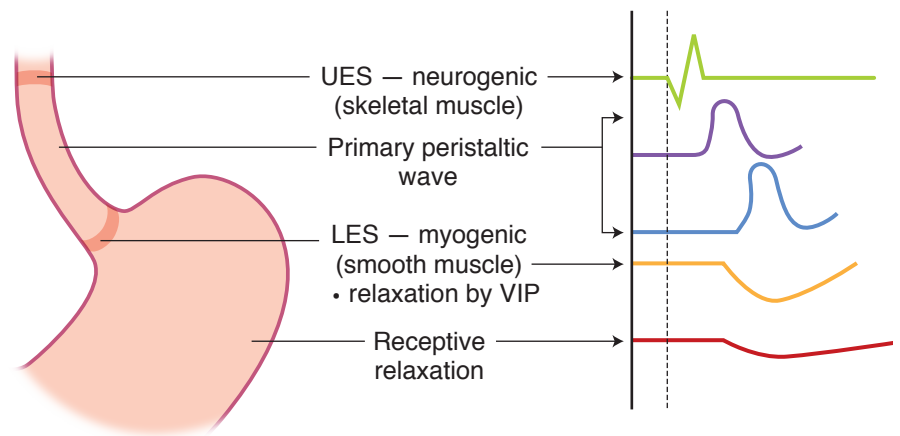 UES — neurogenic
(skeletal muscle)
Primary peristaltic
wave
LES — myogenic
(smooth muscle)
• relaxation by VIP
Receptive
relaxation